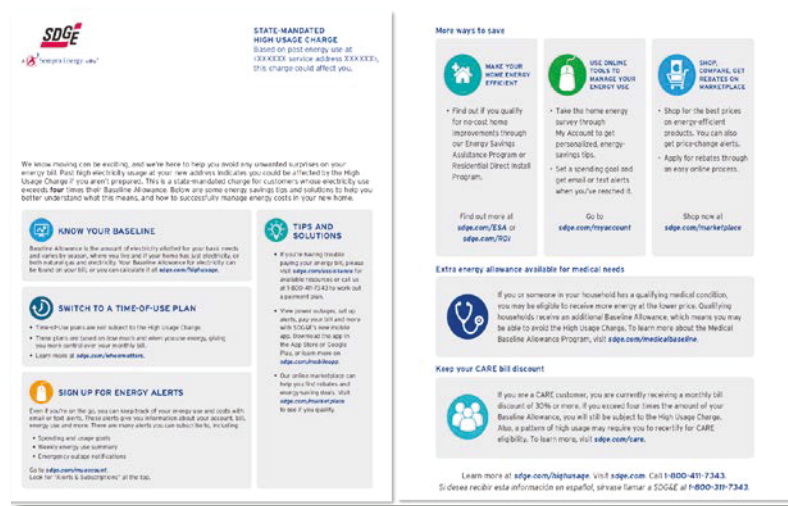 SDGE
A Sempra Energy utility
STATE-MANDATED
HIGH USAGE CHARGE
Based on past energy use at
(XXXXXX service address XXXXXX),
this charge could affect you.
We know moving can be exciting, and we're here to help you avoid any unwanted surprises on your
energy bill. Past high electricity usage at your new address indicates you could be affected by the High
Usage Charge if you aren't prepared. This is a state-mandated charge for customers whose electricity use
exceeds four times their Baseline Allowance. Below are some energy savings tips and solutions to help you
better understand what this means, and how to successfully manage energy costs in your new home.
KNOW YOUR BASELINE
Baseline Allowance is the amount of electricity allotted for your basic needs
and varies by season, where you live and if your home has just electricity, or
both natural gas and electricity. Your Baseline Allowance for electricity can
be found on your bill, or you can calculate it at sdge.com/highusage.
SWITCH TO A TIME-OF-USE PLAN
• Time-of-Use plans are not subject to the High Usage Charge.
• These plans are based on how much and when you use energy, giving
you more control over your monthly bill.
• Learn more at sdge.com/whenmatters.
SIGN UP FOR ENERGY ALERTS
Even if you're on the go, you can keep track of your energy use and costs with
email or text alerts. These alerts give you information about your account, bill,
energy use and more. There are many alerts you can subscribe to, including:
• Spending and usage goals
• Weekly energy use summary
• Emergency outage notifications
Go to sdge.com/myaccount
Look for "Alerts & Subscriptions" at the top.
TIPS AND
SOLUTIONS
• If you're having trouble
paying your energy bill, please
visit sdge.com/assistance for
available resources or call us
at 1-800-411-7343 to work out
a payment plan.
• View power outages, set up
alerts, pay your bill and more
with SDG&E's new mobile
app. Download the app in
the App Store or Google
Play, or learn more on
sdge.com/mobileapp.
• Our online marketplace can
help you find rebates and
energy-saving deals. Visit
sdge.com/marketplace
to see if you qualify.
More ways to save
MAKE YOUR
HOME ENERGY
EFFICIENT
• Find out if you qualify
for no-cost home
improvements through
our Energy Savings
Assistance Program or
Residential Direct Install
Program.
Find out more at
sdge.com/ESA or
sdge.com/RDI
USE ONLINE
TOOLS TO
MANAGE YOUR
ENERGY USE
• Take the home energy
survey through
My Account to get
personalized, energy-
savings tips.
• Set a spending goal and
get email or text alerts
when you've reached it.
Go to
sdge.com/myaccount
SHOP,
COMPARE, GET
REBATES ON
MARKETPLACE
• Shop for the best prices
on energy-efficient
products. You can also
get price-change alerts.
• Apply for rebates through
an easy online process.
Shop now at
sdge.com/marketplace
Extra energy allowance available for medical needs
If you or someone in your household has a qualifying medical condition,
you may be eligible to receive more energy at the lower price. Qualifying
households receive an additional Baseline Allowance, which means you may
be able to avoid the High Usage Charge. To learn more about the Medical
Baseline Allowance Program, visit sdge.com/medicalbaseline.
Keep your CARE bill discount
If you are a CARE customer, you are currently receiving a monthly bill
discount of 30% or more. If you exceed four times the amount of your
Baseline Allowance, you will still be subject to the High Usage Charge.
Also, a pattern of high usage may require you to recertify for CARE
eligibility. To learn more, visit sdge.com/care.
Learn more at sdge.com/highusage. Visit sdge.com. Call 1-800-411-7343.
Si desea recibir esta información en español, sírvase llamar a SDG&E al 1-800-311-7343.